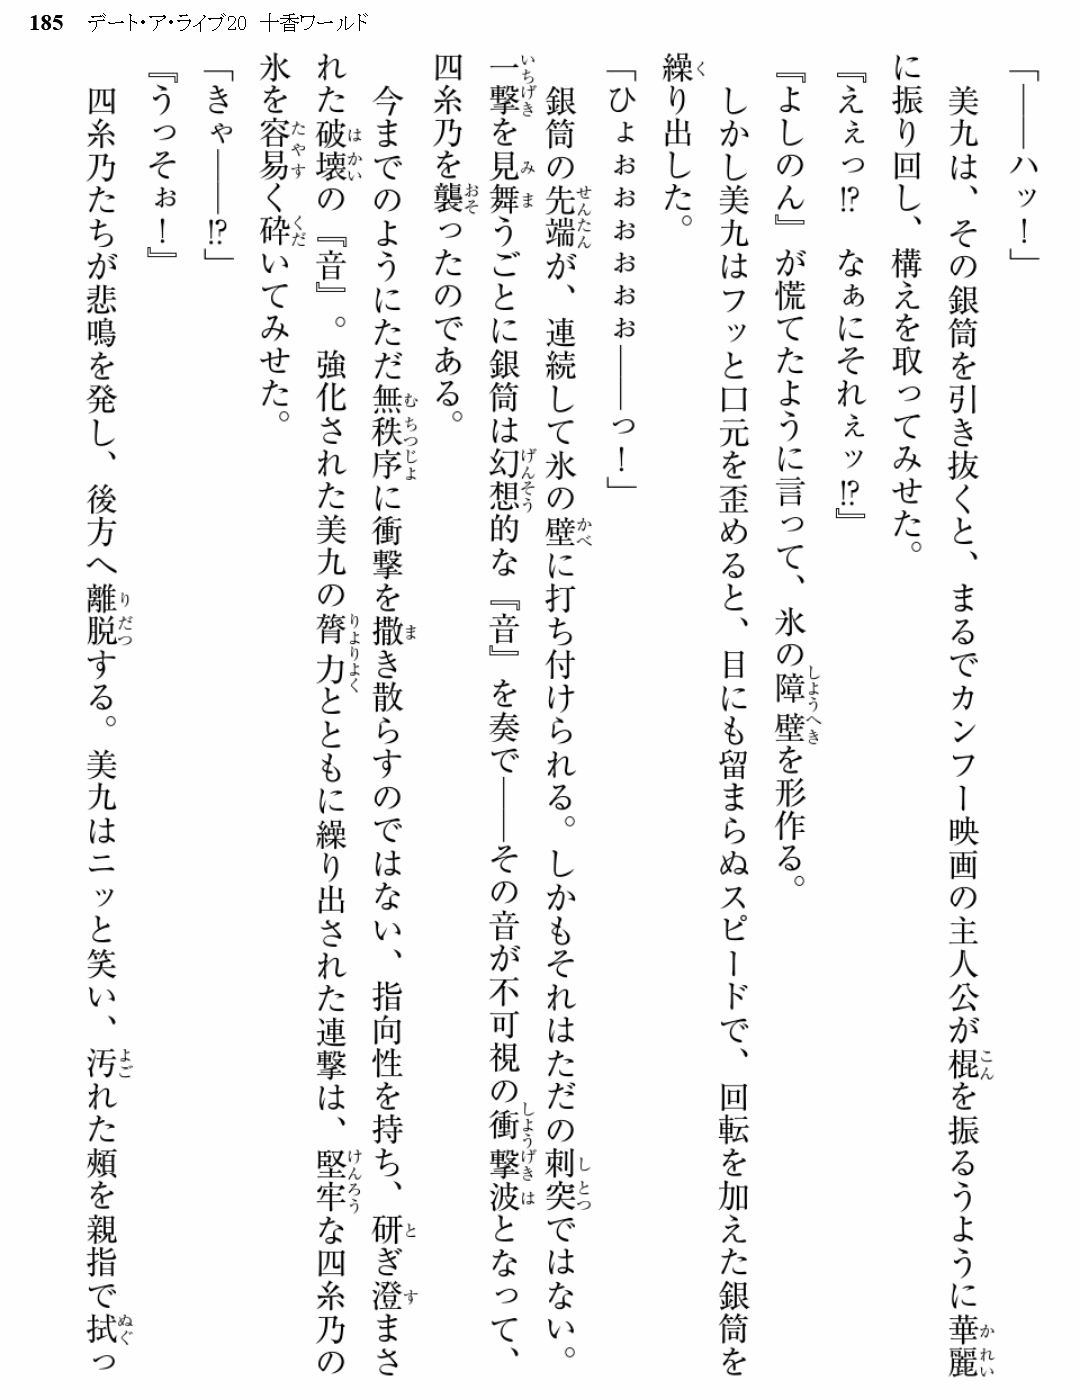 185 デート・ア・ライブ20 十香ワールド
「――ハッ！」
　美九は、その銀筒を引き抜くと、まるでカンフー映画の主人公が棍を振るうように華麗
に振り回し、構えを取ってみせた。
『えぇっ⁉　なぁにそれぇッ⁉』
『よしのん』が慌てたように言って、氷の障壁を形作る。
　しかし美九はフッと口元を歪めると、目にも留まらぬスピードで、回転を加えた銀筒を
繰り出した。
「ひょぉぉぉぉぉぉ――っ！」
　銀筒の先端が、連続して氷の壁に打ち付けられる。しかもそれはただの刺突ではない。
一撃を見舞うごとに銀筒は幻想的な『音』を奏で――その音が不可視の衝撃波となって、
四糸乃を襲ったのである。
　今までのようにただ無秩序に衝撃を撒き散らすのではない、指向性を持ち、研ぎ澄まさ
れた破壊の『音』。強化された美九の膂力とともに繰り出された連撃は、堅牢な四糸乃の
氷を容易く砕いてみせた。
「きゃ――⁉」
『うっそぉ！』
　四糸乃たちが悲鳴を発し、後方へ離脱する。美九はニッと笑い、汚れた頰を親指で拭っ